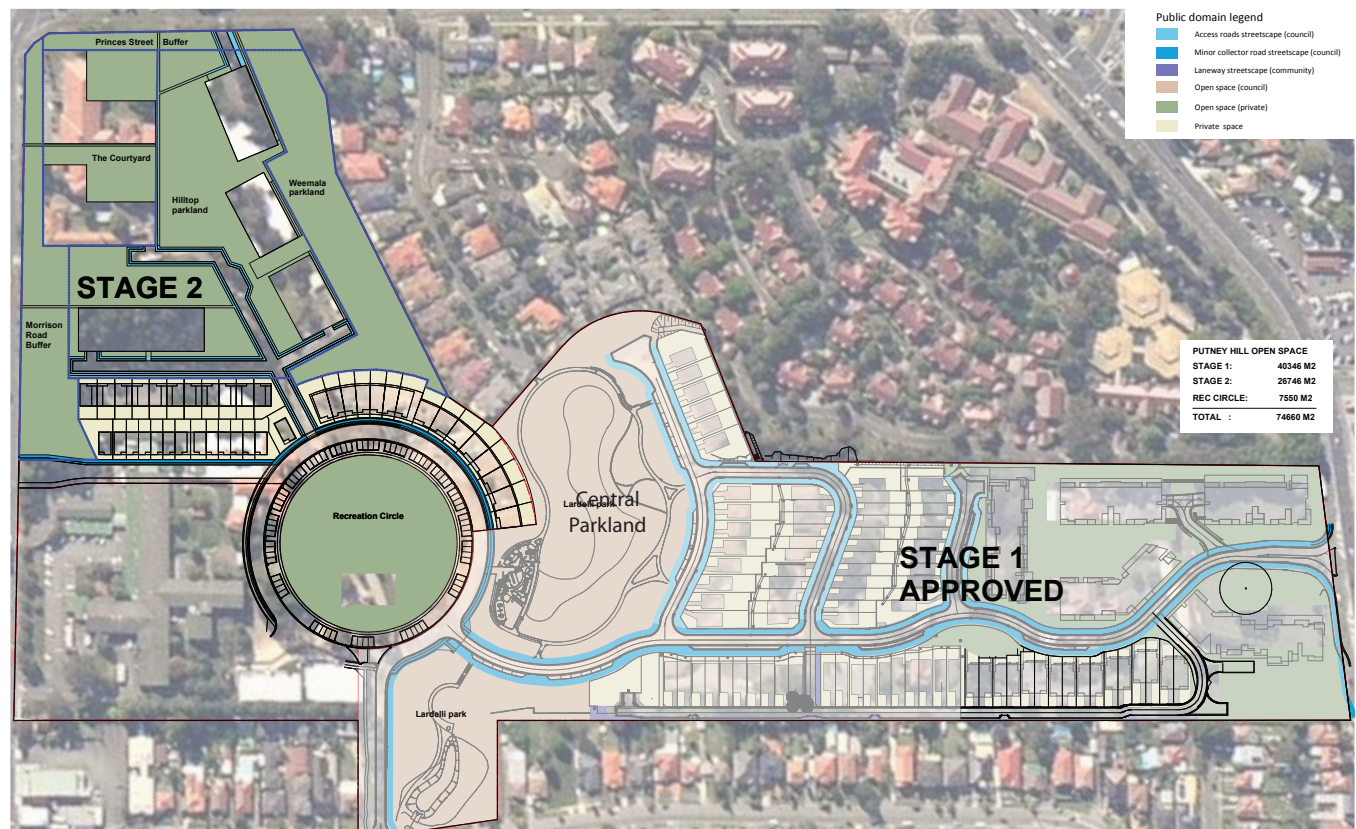 Public domain legend
Access roads streetscape (council)
Minor collector road streetscape (council)
Laneway streetscape (community)
Open space (council)
Open space (private)
Private space
Princes Street Buffer
The Courtyard
Hilltop
parkland
Weemala
parkland
STAGE 2
Morrison
Road
Buffer
PUTNEY HILL OPEN SPACE
STAGE 1: 40346 M2
STAGE 2: 26746 M2
REC CIRCLE: 7550 M2
TOTAL : 74660 M2
Recreation Circle
Lardelli park
Central
Parkland
STAGE 1
APPROVED
Lardelli park